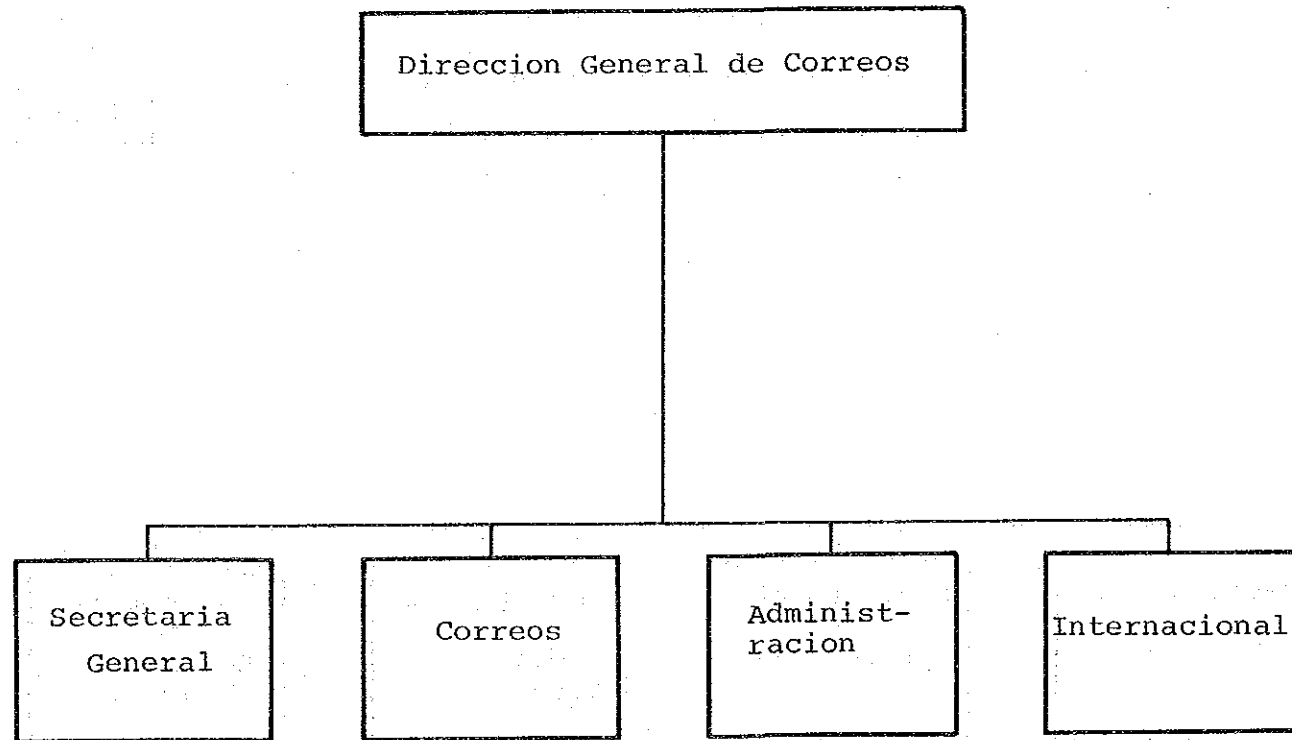 Direccion General de Correos
Secretaria
General
Correos
Administ-
racion
Internacional